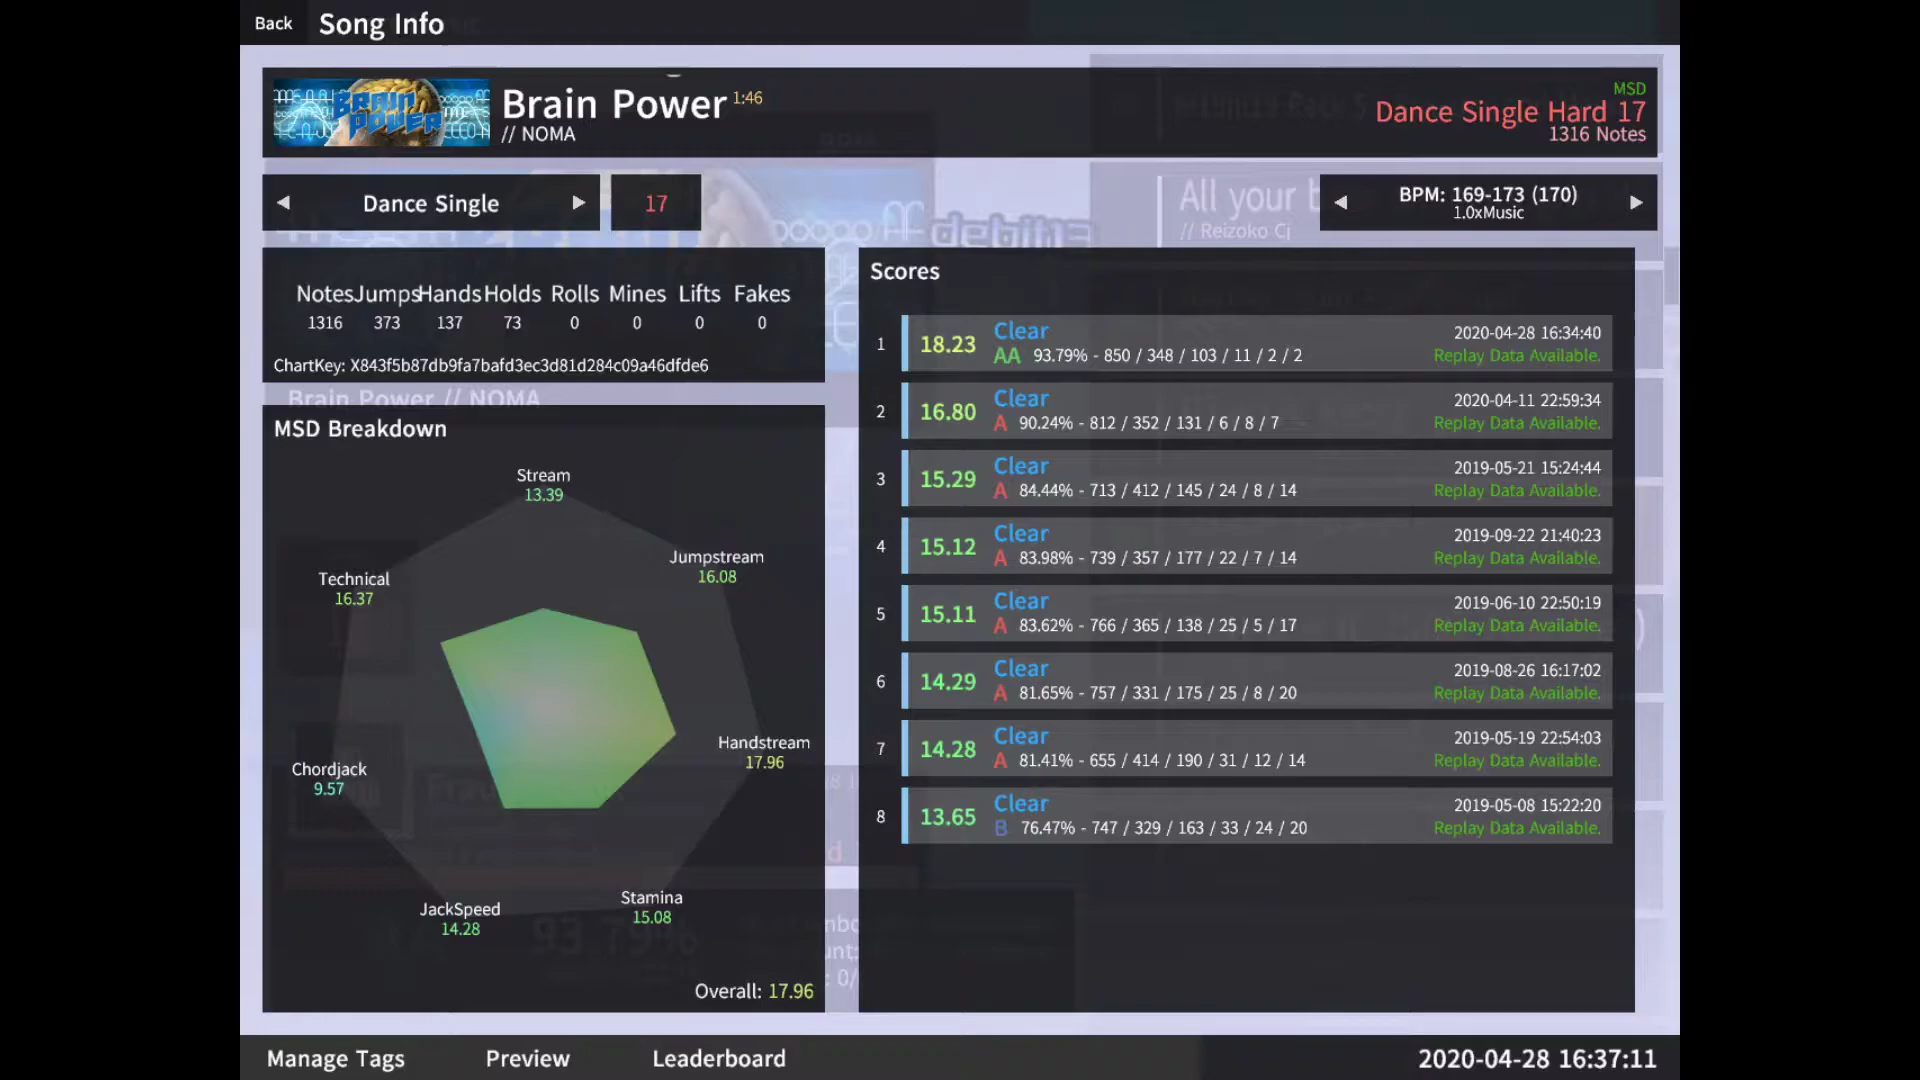 Back
Song Info
BRAIN POWER
Brain Power 1:46
// NOMA
MSD
Dance Single Hard 17
1316 Notes
Dance Single
17
All your b
// Reizoko Cj
BPM: 169-173 (170)
1.0xMusic
Notes Jumps Hands Holds Rolls Mines Lifts Fakes
1316 373 137 73 0 0 0 0
ChartKey: X843f5b87db9fa7bafd3ec3d81d284c09a46dfde6
Brain Power // NOMA
MSD Breakdown
Stream
13.39
Jumpstream
16.08
Technical
16.37
Handstream
17.96
Chordjack
9.57
Stamina
15.08
JackSpeed
14.28
93.79%
Overall: 17.96
Scores
1 18.23 Clear 2020-04-28 16:34:40
AA 93.79% - 850 / 348 / 103 / 11 / 2 / 2 Replay Data Available.
2 16.80 Clear 2020-04-11 22:59:34
A 90.24% - 812 / 352 / 131 / 6 / 8 / 7 Replay Data Available.
3 15.29 Clear 2019-05-21 15:24:44
A 84.44% - 713 / 412 / 145 / 24 / 8 / 14 Replay Data Available.
4 15.12 Clear 2019-09-22 21:40:23
A 83.98% - 739 / 357 / 177 / 22 / 7 / 14 Replay Data Available.
5 15.11 Clear 2019-06-10 22:50:19
A 83.62% - 766 / 365 / 138 / 25 / 5 / 17 Replay Data Available.
6 14.29 Clear 2019-08-26 16:17:02
A 81.65% - 757 / 331 / 175 / 25 / 8 / 20 Replay Data Available.
7 14.28 Clear 2019-05-19 22:54:03
A 81.41% - 655 / 414 / 190 / 31 / 12 / 14 Replay Data Available.
8 13.65 Clear 2019-05-08 15:22:20
B 76.47% - 747 / 329 / 163 / 33 / 24 / 20 Replay Data Available.
Manage Tags
Preview
Leaderboard
2020-04-28 16:37:11